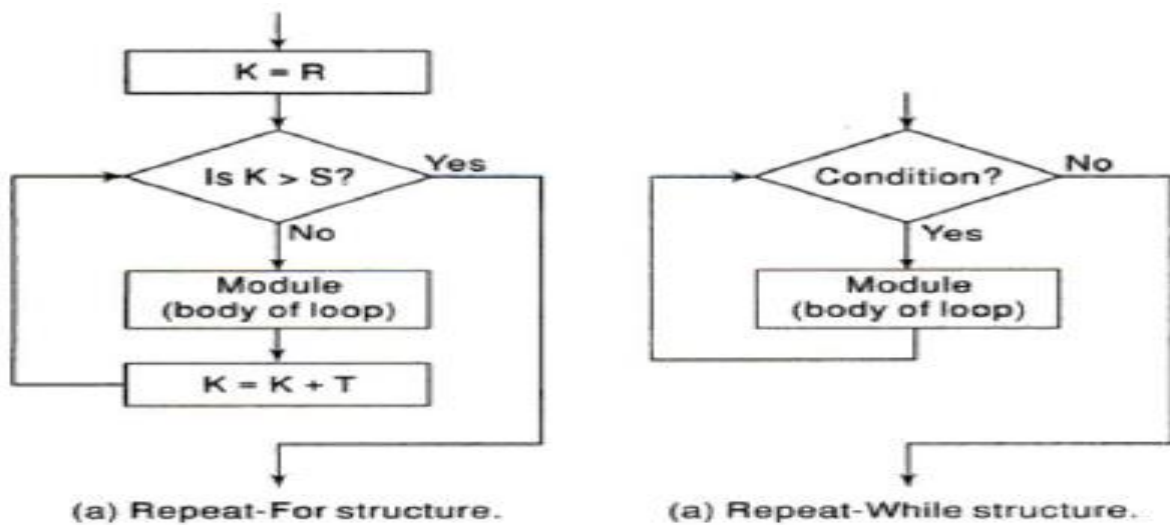 K = R
Is K > S?
Yes
No
Module
(body of loop)
K = K + T
(a) Repeat-For structure.
Condition?
No
Yes
Module
(body of loop)
(a) Repeat-While structure.